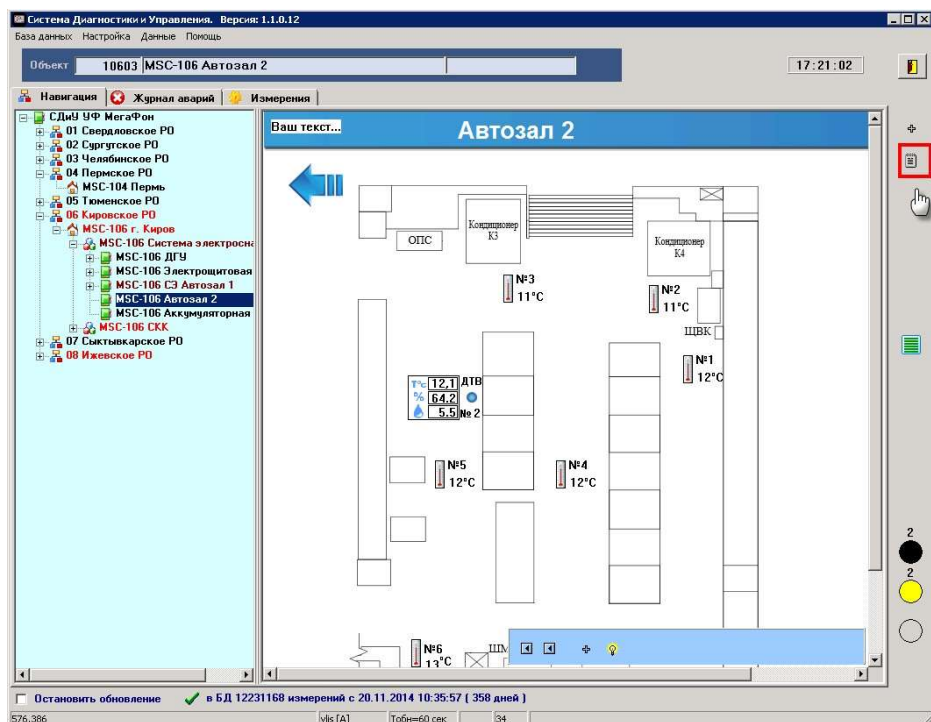 Система Диагностики и Управления. Версия: 1.1.0.12
База данных Настройка Данные Помощь
Объект 10603 MSC-106 Автозал 2
17:21:02
Навигация Журнал аварий Измерения
СДиУ УФ МегаФон
01 Свердловское РО
02 Сургутское РО
03 Челябинское РО
04 Пермское РО
MSC-104 Пермь
05 Тюменское РО
06 Кировское РО
MSC-106 г. Киров
MSC-106 Система электросна
MSC-106 ДГУ
MSC-106 Электрощитовая
MSC-106 СЭ Автозал 1
MSC-106 Автозал 2
MSC-106 Аккумуляторная
MSC-106 СКК
07 Сыктывкарское РО
08 Ижевское РО
Ваш текст...
Автозал 2
ОПС
Кондиционер
К3
Кондиционер
К4
№3
11°C
№2
11°C
ЩВК
№1
12°C
T°c 12,1 ДТВ
% 64,2
5.5 № 2
№5
12°C
№4
12°C
№6
13°C
ЩМ
2
2
Остановить обновление
в БД 12231168 измерений с 20.11.2014 10:35:57 ( 358 дней )
576,386
vlis [A]
Тобн=60 сек
34